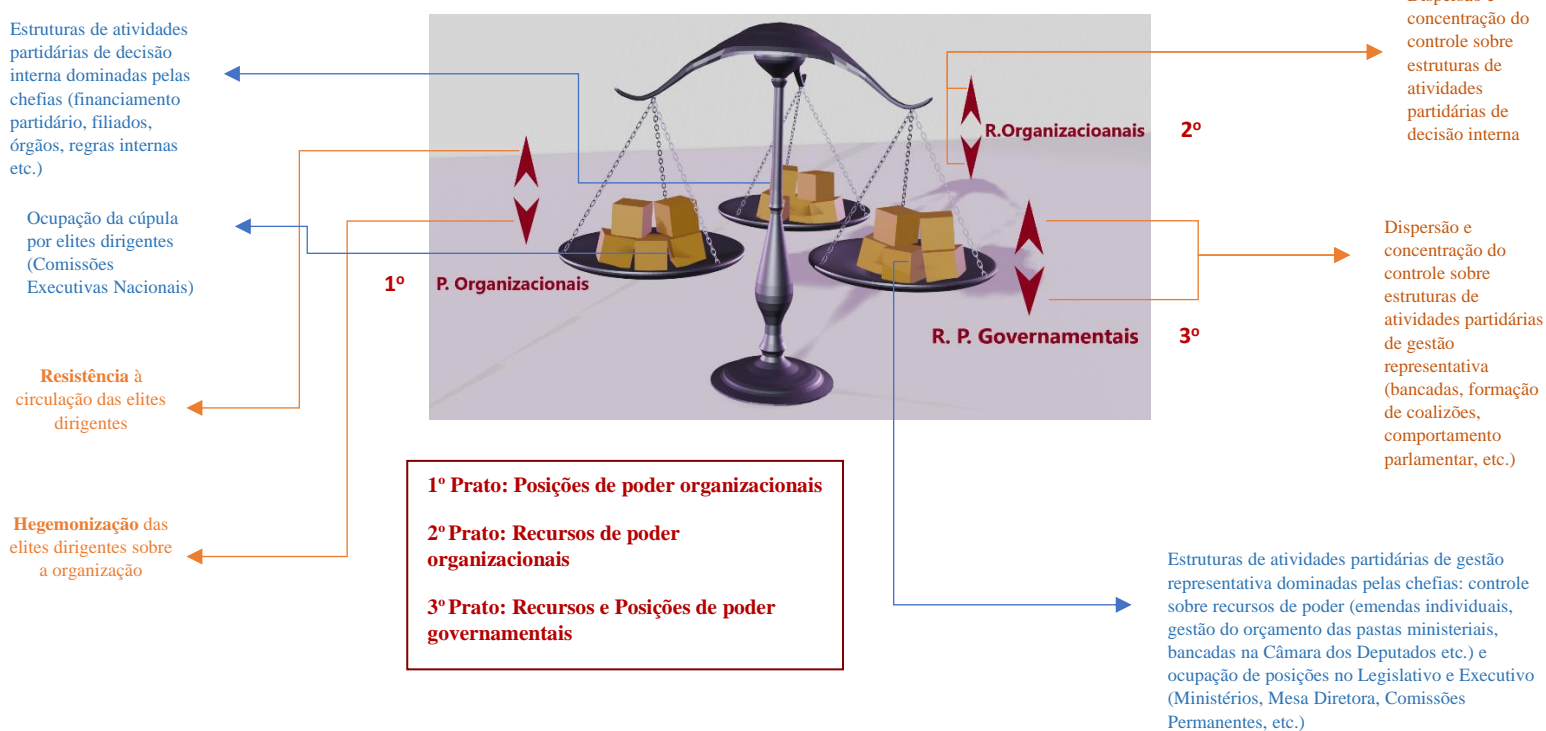 Estruturas de atividades
partidárias de decisão
interna dominadas pelas
chefias (financiamento
partidário, filiados,
órgãos, regras internas
etc.)
Ocupação da cúpula
por elites dirigentes
(Comissões
Executivas Nacionais)
Resistência à
circulação das elites
dirigentes
Hegemonização das
elites dirigentes sobre
a organização
1º P. Organizacionais
R.Organizacioanais 2º
R. P. Governamentais 3º
concentração do
controle sobre
estruturas de
atividades
partidárias de
decisão interna
Dispersão e
concentração do
controle sobre
estruturas de
atividades partidárias
de gestão
representativa
(bancadas, formação
de coalizões,
comportamento
parlamentar, etc.)
1º Prato: Posições de poder organizacionais
2º Prato: Recursos de poder
organizacionais
3º Prato: Recursos e Posições de poder
governamentais
Estruturas de atividades partidárias de gestão
representativa dominadas pelas chefias: controle
sobre recursos de poder (emendas individuais,
gestão do orçamento das pastas ministeriais,
bancadas na Câmara dos Deputados etc.) e
ocupação de posições no Legislativo e Executivo
(Ministérios, Mesa Diretora, Comissões
Permanentes, etc.)